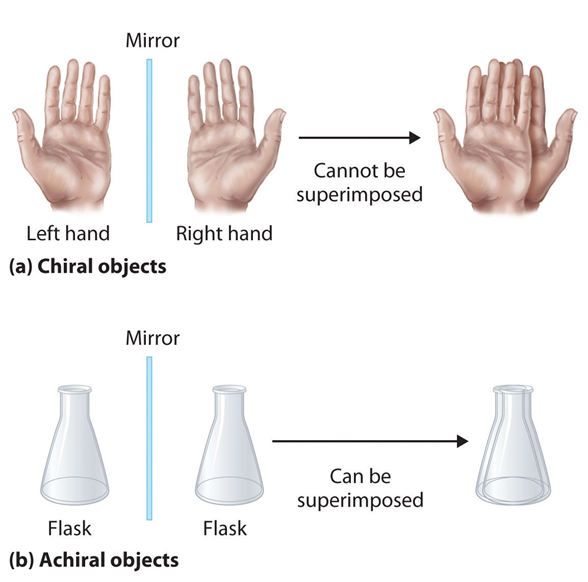 Mirror
Cannot be
superimposed
Left hand
Right hand
(a) Chiral objects
Mirror
Can be
superimposed
Flask
Flask
(b) Achiral objects